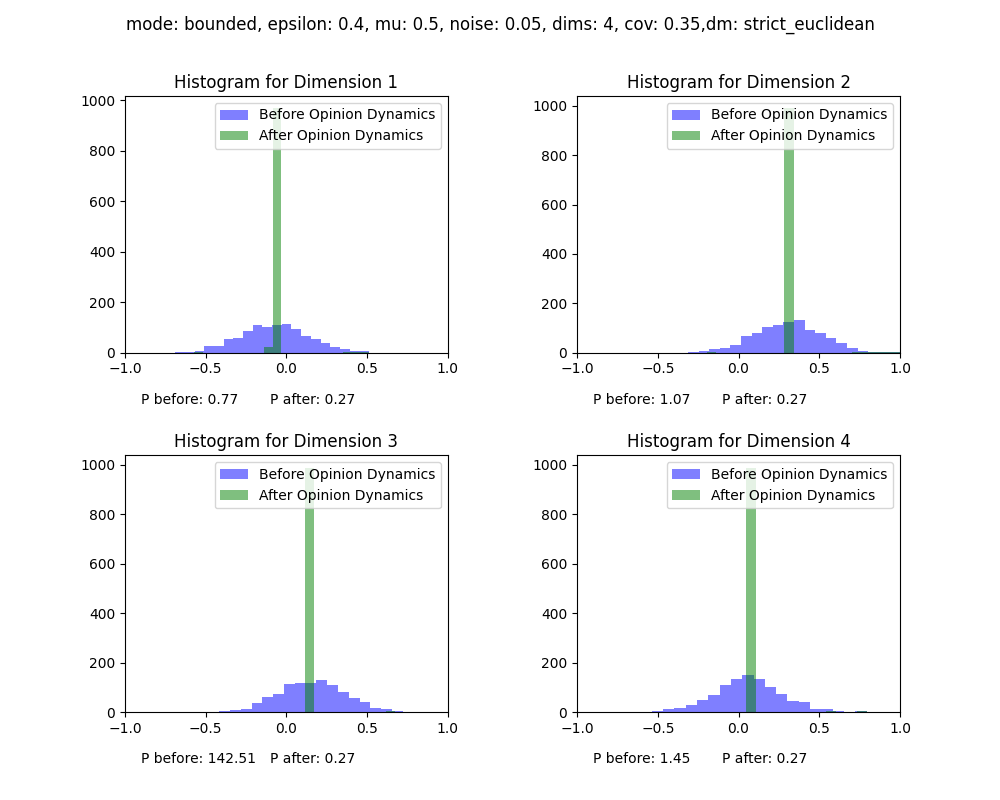 mode: bounded, epsilon: 0.4, mu: 0.5, noise: 0.05, dims: 4, cov: 0.35,dm: strict_euclidean
Histogram for Dimension 1
Before Opinion Dynamics
After Opinion Dynamics
1000
800
600
400
200
0
−1.0 −0.5 0.0 0.5 1.0
P before: 0.77 P after: 0.27
Histogram for Dimension 2
Before Opinion Dynamics
After Opinion Dynamics
1000
800
600
400
200
0
−1.0 −0.5 0.0 0.5 1.0
P before: 1.07 P after: 0.27
Histogram for Dimension 3
Before Opinion Dynamics
After Opinion Dynamics
1000
800
600
400
200
0
−1.0 −0.5 0.0 0.5 1.0
P before: 142.51 P after: 0.27
Histogram for Dimension 4
Before Opinion Dynamics
After Opinion Dynamics
1000
800
600
400
200
0
−1.0 −0.5 0.0 0.5 1.0
P before: 1.45 P after: 0.27